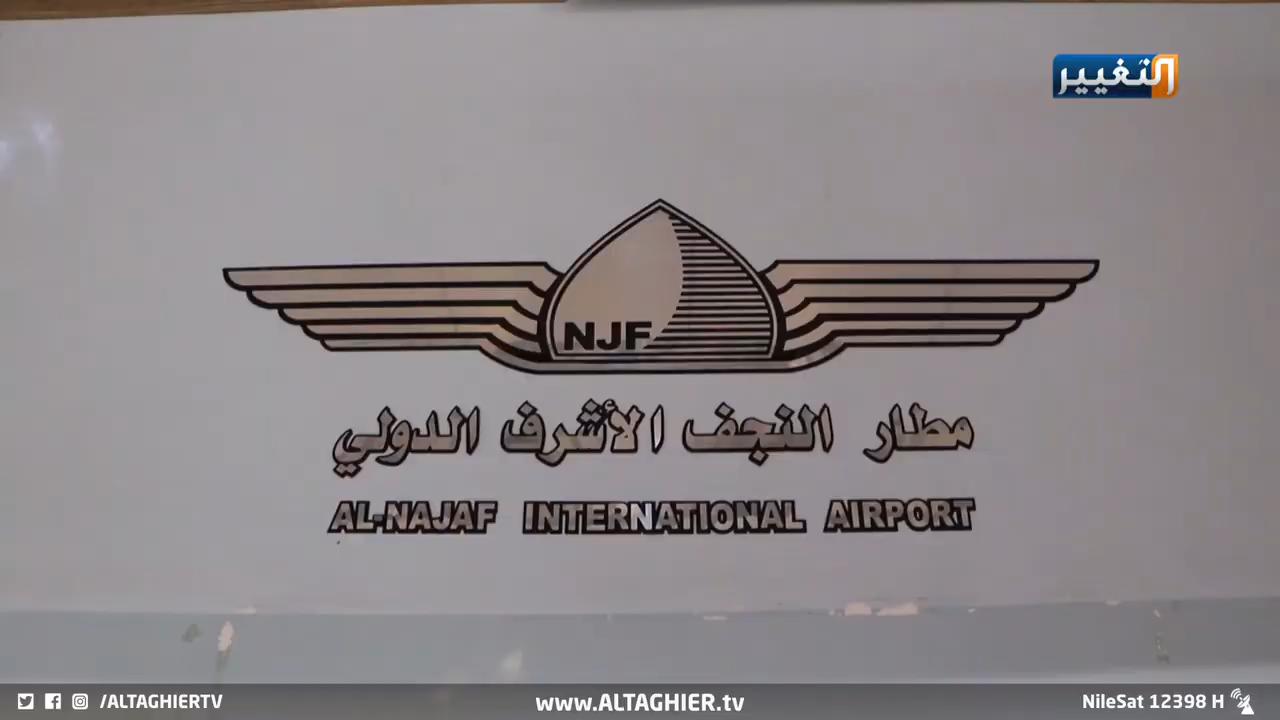 التغيير
NJF
مطار النجف الأشرف الدولي
AL-NAJAF INTERNATIONAL AIRPORT
/ALTAGHIERTV
www.ALTAGHIER.tv
NileSat 12398 H